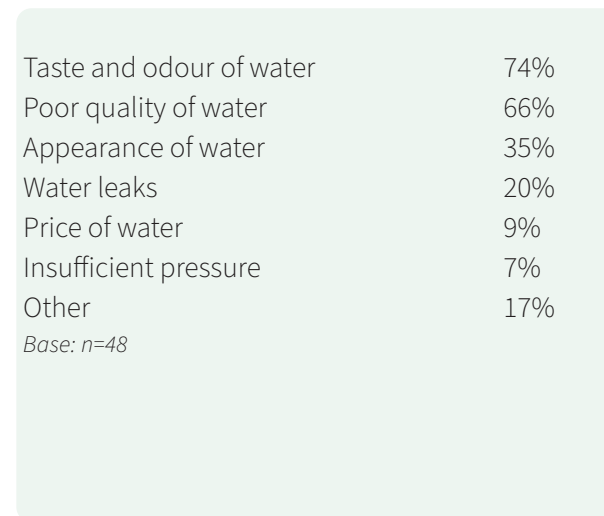 Taste and odour of water 74%
Poor quality of water 66%
Appearance of water 35%
Water leaks 20%
Price of water 9%
Insufficient pressure 7%
Other 17%
Base: n=48